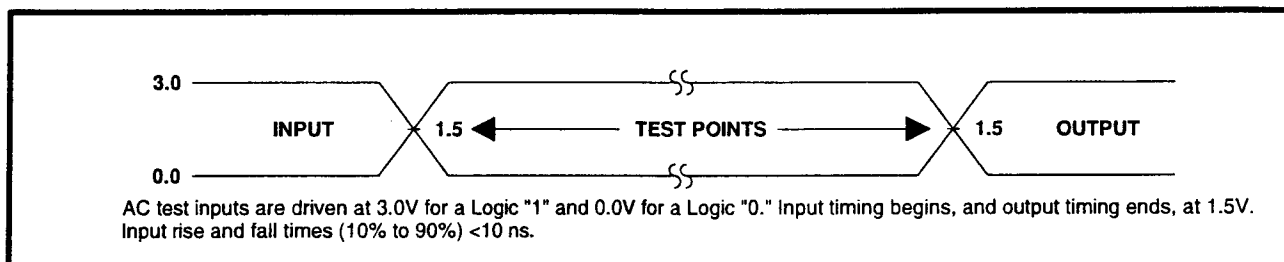 3.0
INPUT 1.5 TEST POINTS 1.5 OUTPUT
0.0
AC test inputs are driven at 3.0V for a Logic "1" and 0.0V for a Logic "0." Input timing begins, and output timing ends, at 1.5V.
Input rise and fall times (10% to 90%) <10 ns.